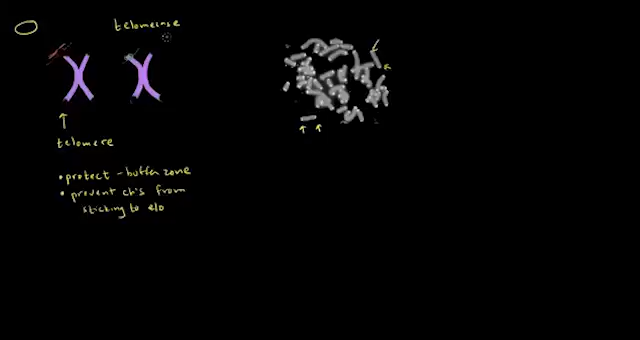 telomerase
telomere
• protect - buffer zone
• prevent ch's from
sticking to e/o